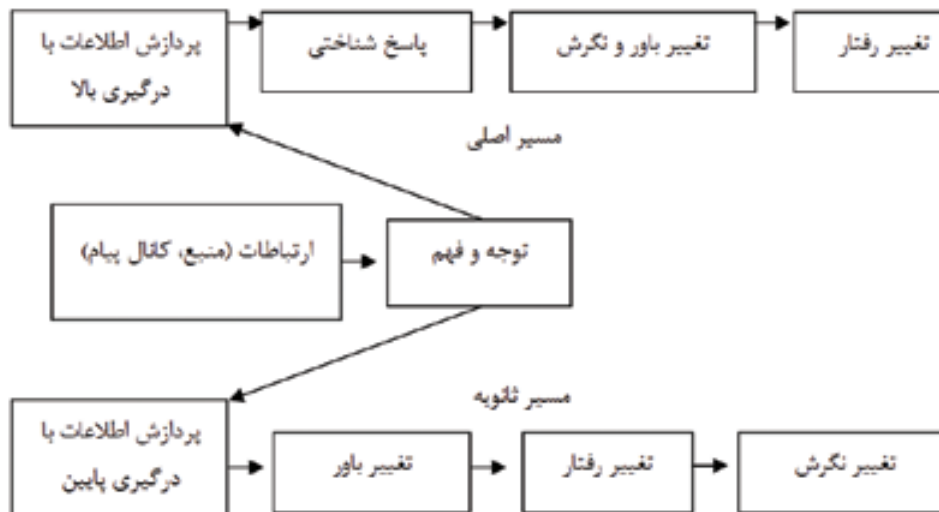 پردازش اطلاعات با
درگیری بالا
پاسخ شناختی
تغییر باور و نگرش
تغییر رفتار
مسیر اصلی
ارتباطات (منبع، کانال پیام)
توجه و فهم
مسیر ثانویه
پردازش اطلاعات با
درگیری پایین
تغییر باور
تغییر رفتار
تغییر نگرش